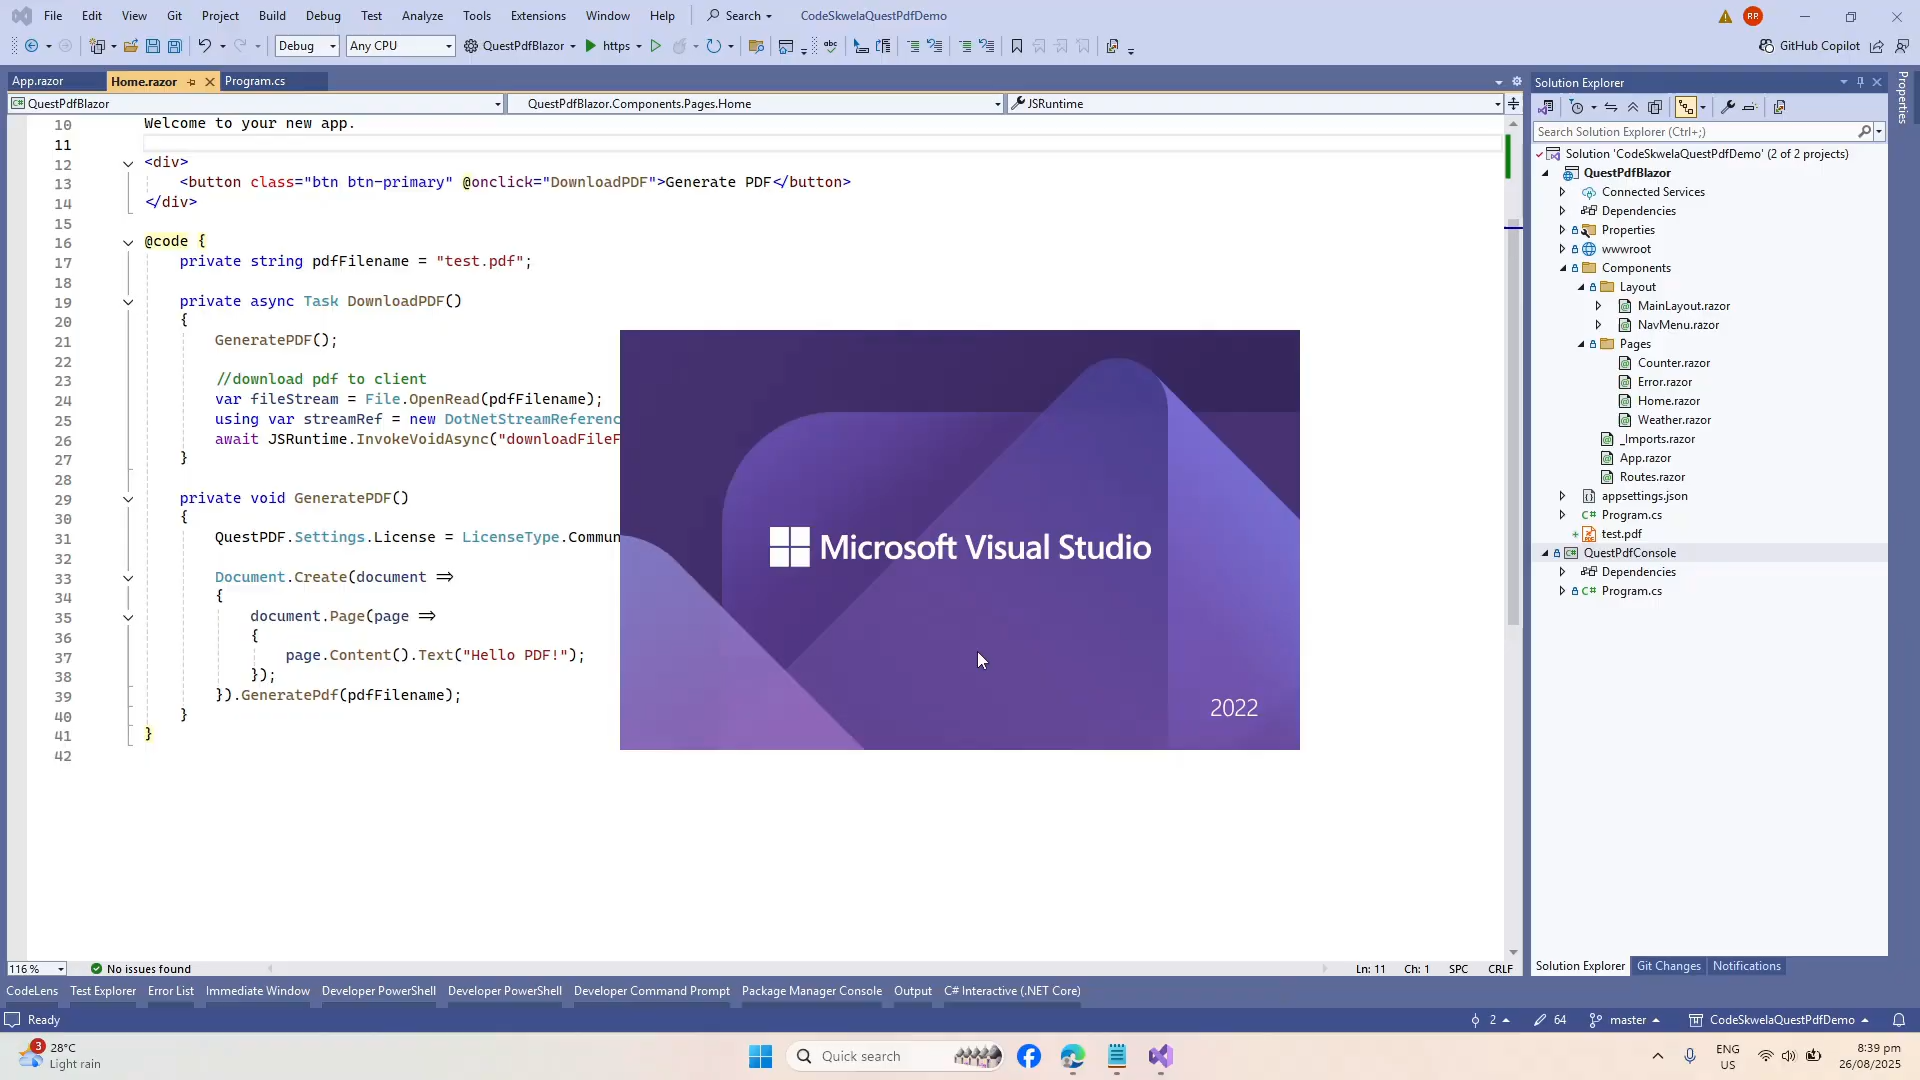 File Edit View Git Project Build Debug Test Analyze Tools Extensions Window Help Search CodeSkwelaQuestPdfDemo RR
Debug Any CPU QuestPdfBlazor https GitHub Copilot
App.razor Home.razor Program.cs
QuestPdfBlazor QuestPdfBlazor.Components.Pages.Home JSRuntime
10 Welcome to your new app.
11
12 <div>
13 <button class="btn btn-primary" @onclick="DownloadPDF">Generate PDF</button>
14 </div>
15
16 @code {
17 private string pdfFilename = "test.pdf";
18
19 private async Task DownloadPDF()
20 {
21 GeneratePDF();
22
23 //download pdf to client
24 var fileStream = File.OpenRead(pdfFilename);
25 using var streamRef = new DotNetStreamReferenc
26 await JSRuntime.InvokeVoidAsync("downloadFileF
27 }
28
29 private void GeneratePDF()
30 {
31 QuestPDF.Settings.License = LicenseType.Commun
32
33 Document.Create(document =>
34 {
35 document.Page(page =>
36 {
37 page.Content().Text("Hello PDF!");
38 });
39 }).GeneratePdf(pdfFilename);
40 }
41 }
42
Microsoft Visual Studio
2022
Solution Explorer
Search Solution Explorer (Ctrl+;)
Solution 'CodeSkwelaQuestPdfDemo' (2 of 2 projects)
QuestPdfBlazor
Connected Services
Dependencies
Properties
wwwroot
Components
Layout
MainLayout.razor
NavMenu.razor
Pages
Counter.razor
Error.razor
Home.razor
Weather.razor
_Imports.razor
App.razor
Routes.razor
appsettings.json
Program.cs
test.pdf
QuestPdfConsole
Dependencies
Program.cs
Properties
116 % No issues found Ln: 11 Ch: 1 SPC CRLF
Solution Explorer Git Changes Notifications
CodeLens Test Explorer Error List Immediate Window Developer PowerShell Developer PowerShell Developer Command Prompt Package Manager Console Output C# Interactive (.NET Core)
Ready 2 64 master CodeSkwelaQuestPdfDemo
3 28°C
Light rain
Quick search
ENG
US
8:39 pm
26/08/2025